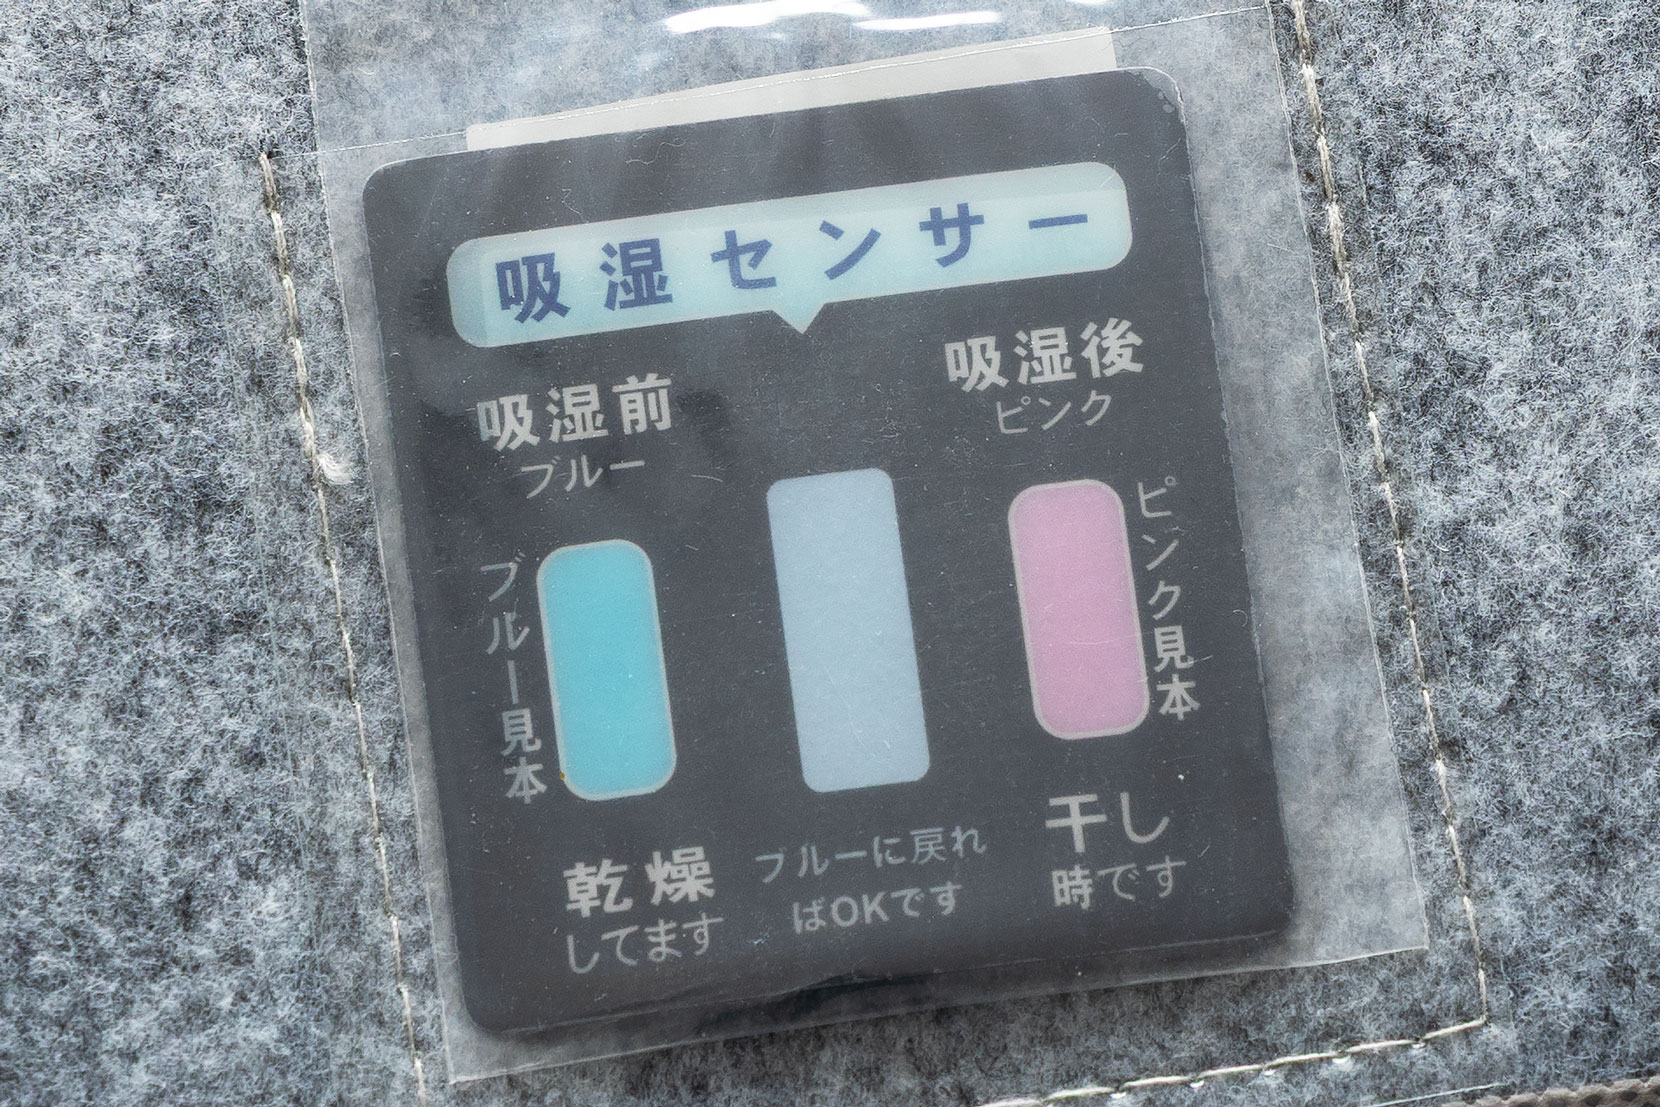 吸湿センサー
吸湿前
ブルー
吸湿後
ピンク
ブルー見本
ピンク見本
乾燥
してます
ブルーに戻れ
ばOKです
干し
時です